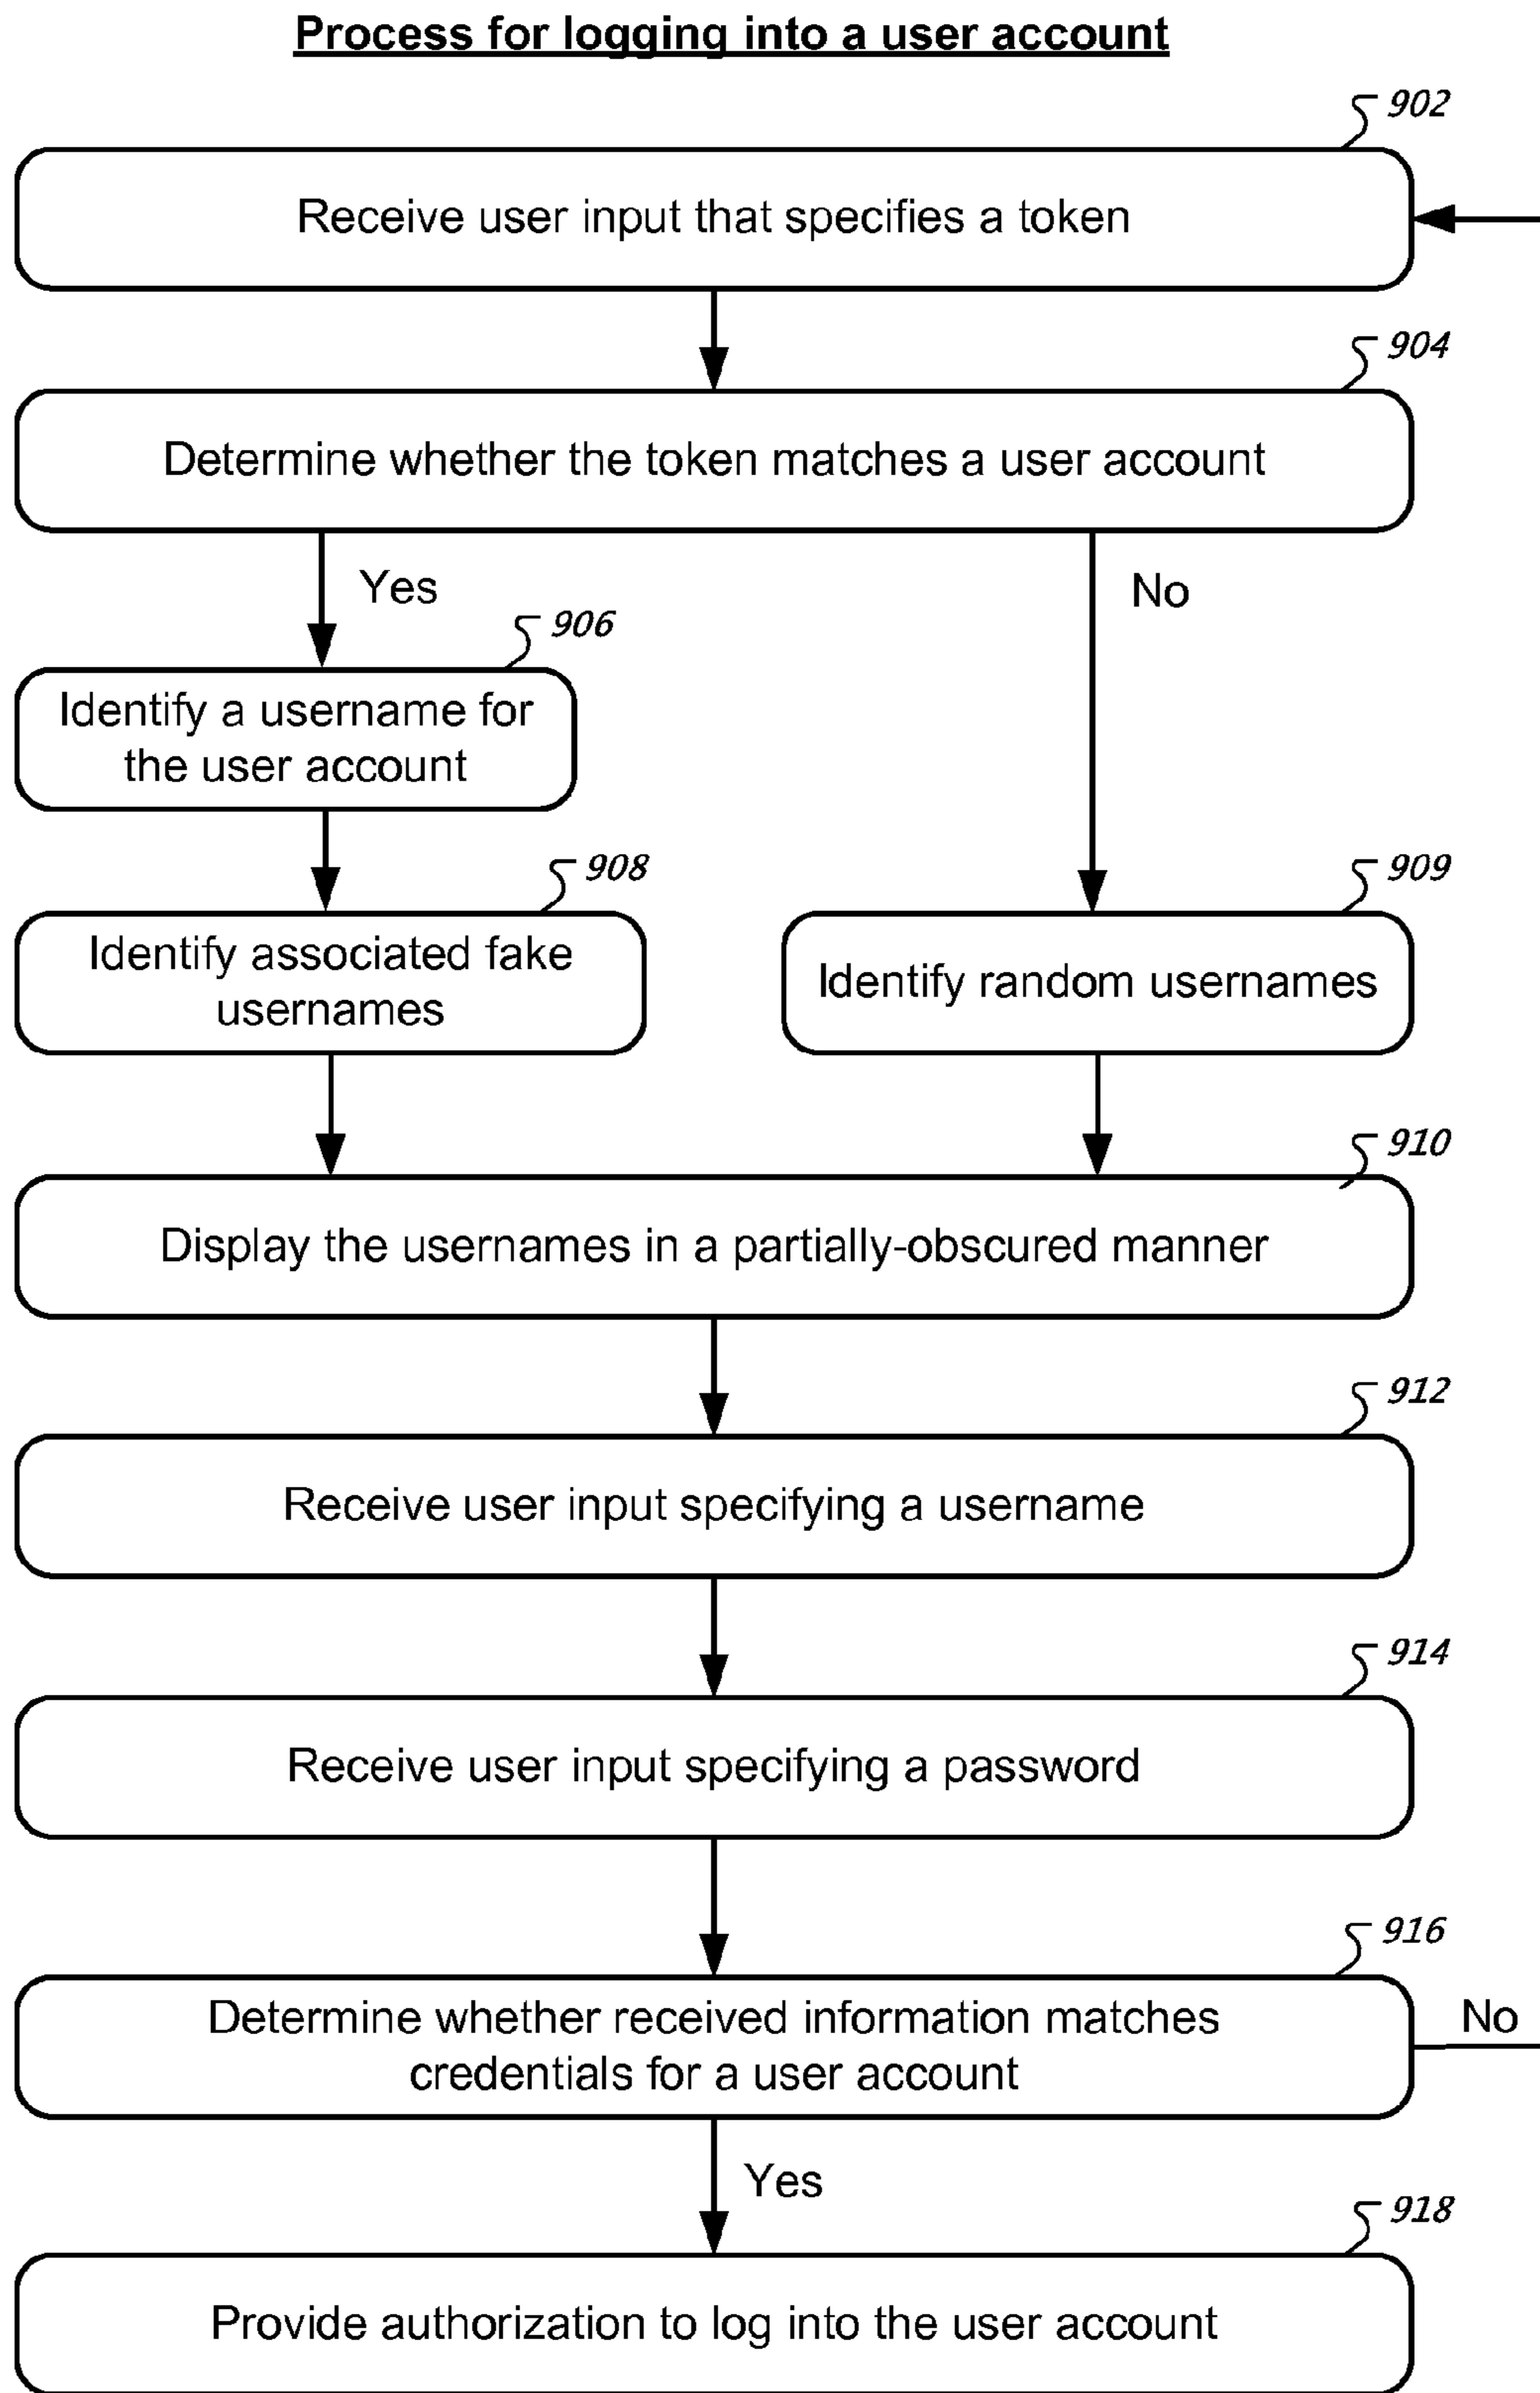 Process for logging into a user account
902
Receive user input that specifies a token
904
Determine whether the token matches a user account
Yes
No
906
Identify a username for
the user account
908
Identify associated fake
usernames
909
Identify random usernames
910
Display the usernames in a partially-obscured manner
912
Receive user input specifying a username
914
Receive user input specifying a password
916
Determine whether received information matches
credentials for a user account
No
Yes
918
Provide authorization to log into the user account